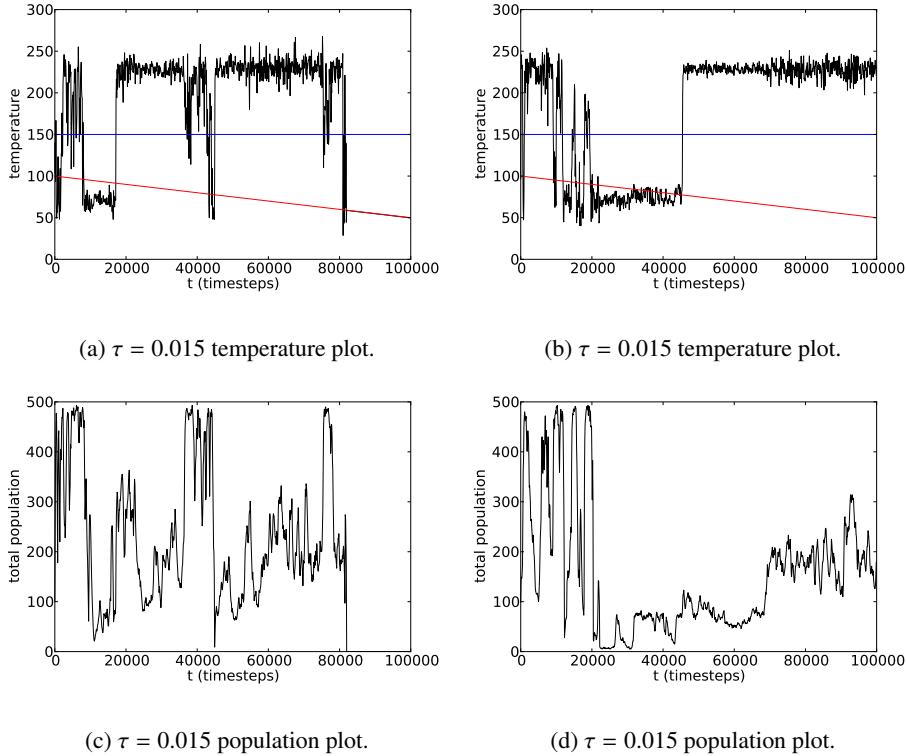 300
250
200
150
100
50
0
temperature
0 20000 40000 60000 80000 100000
t (timesteps)
(a) τ = 0.015 temperature plot.
300
250
200
150
100
50
0
temperature
0 20000 40000 60000 80000 100000
t (timesteps)
(b) τ = 0.015 temperature plot.
500
400
300
200
100
0
total population
0 20000 40000 60000 80000 100000
t (timesteps)
(c) τ = 0.015 population plot.
500
400
300
200
100
0
total population
0 20000 40000 60000 80000 100000
t (timesteps)
(d) τ = 0.015 population plot.